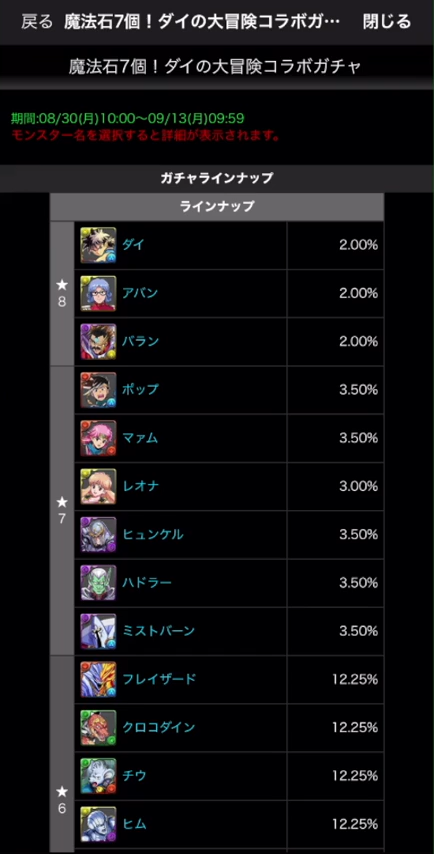 戻る 魔法石7個！ダイの大冒険コラボガ… 閉じる
魔法石7個！ダイの大冒険コラボガチャ
期間:08/30(月)10:00〜09/13(月)09:59
モンスター名を選択すると詳細が表示されます。
ガチャラインナップ
ラインナップ
★8
ダイ 2.00%
アバン 2.00%
バラン 2.00%
★7
ポップ 3.50%
マァム 3.50%
レオナ 3.00%
ヒュンケル 3.50%
ハドラー 3.50%
ミストバーン 3.50%
★6
フレイザード 12.25%
クロコダイン 12.25%
チウ 12.25%
ヒム 12.25%